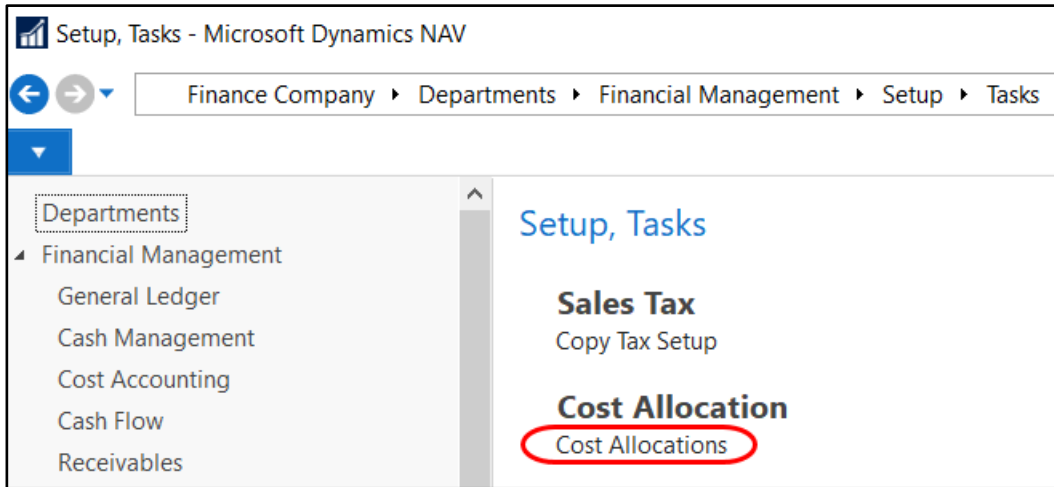 Setup, Tasks - Microsoft Dynamics NAV
Finance Company ▸ Departments ▸ Financial Management ▸ Setup ▸ Tasks
Departments
Financial Management
General Ledger
Cash Management
Cost Accounting
Cash Flow
Receivables
Setup, Tasks
Sales Tax
Copy Tax Setup
Cost Allocation
Cost Allocations